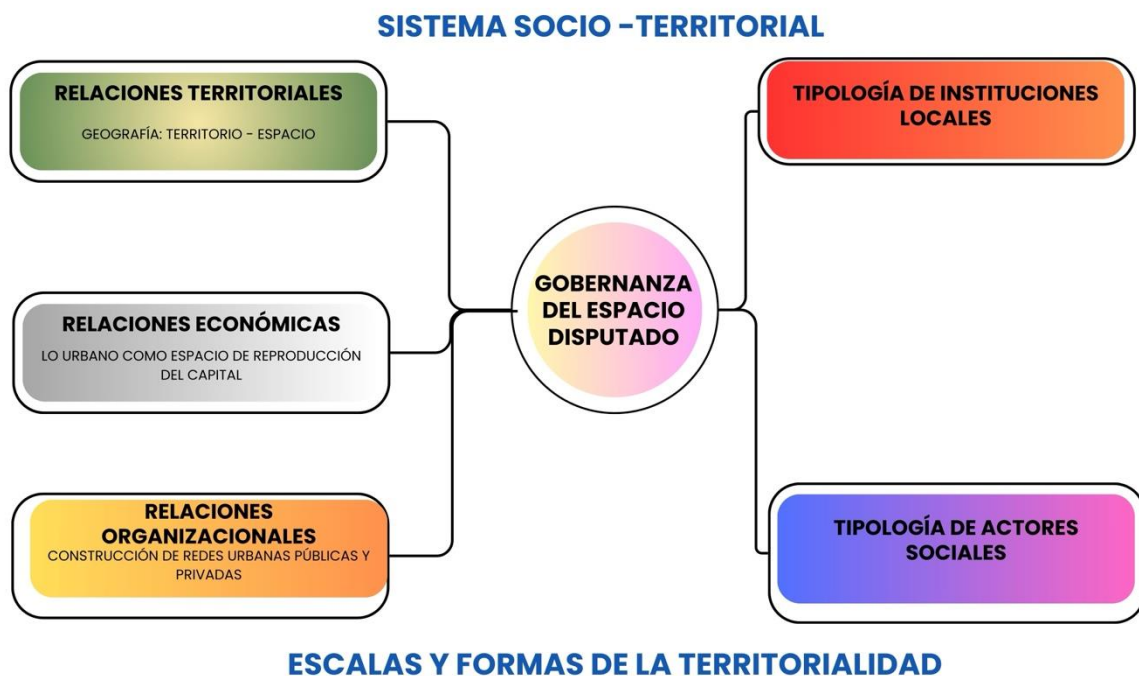 SISTEMA SOCIO -TERRITORIAL
RELACIONES TERRITORIALES
GEOGRAFÍA: TERRITORIO - ESPACIO
RELACIONES ECONÓMICAS
LO URBANO COMO ESPACIO DE REPRODUCCIÓN
DEL CAPITAL
RELACIONES
ORGANIZACIONALES
CONSTRUCCIÓN DE REDES URBANAS PÚBLICAS Y
PRIVADAS
GOBERNANZA
DEL ESPACIO
DISPUTADO
TIPOLOGÍA DE INSTITUCIONES
LOCALES
TIPOLOGÍA DE ACTORES
SOCIALES
ESCALAS Y FORMAS DE LA TERRITORIALIDAD